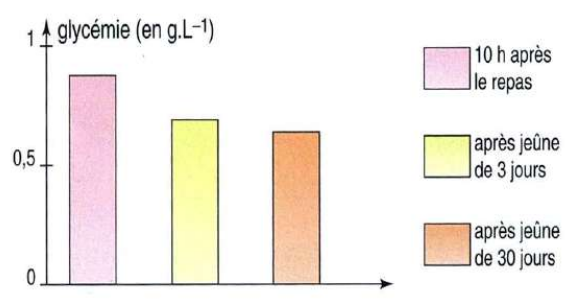 glycémie (en g.L⁻¹)
1
0,5
0
10 h après
le repas
après jeûne
de 3 jours
après jeûne
de 30 jours